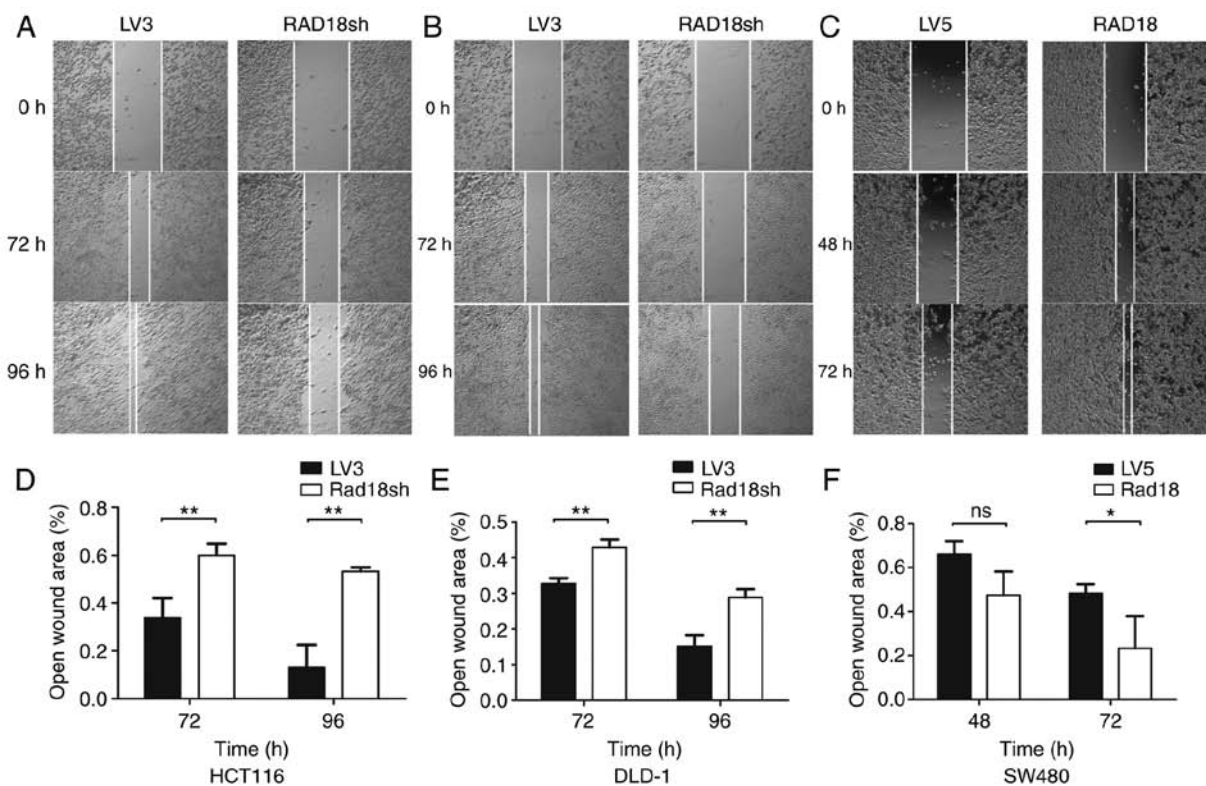 A LV3 RAD18sh B LV3 RAD18sh C LV5 RAD18
0 h 0 h 0 h
72 h 72 h 48 h
96 h 96 h 72 h
D LV3
Rad18sh
** **
Open wound area (%)
0.8
0.6
0.4
0.2
0.0
72 96
Time (h)
HCT116
E LV3
Rad18sh
** **
Open wound area (%)
0.5
0.4
0.3
0.2
0.1
0.0
72 96
Time (h)
DLD-1
F LV5
Rad18
ns *
Open wound area (%)
0.8
0.6
0.4
0.2
0.0
48 72
Time (h)
SW480